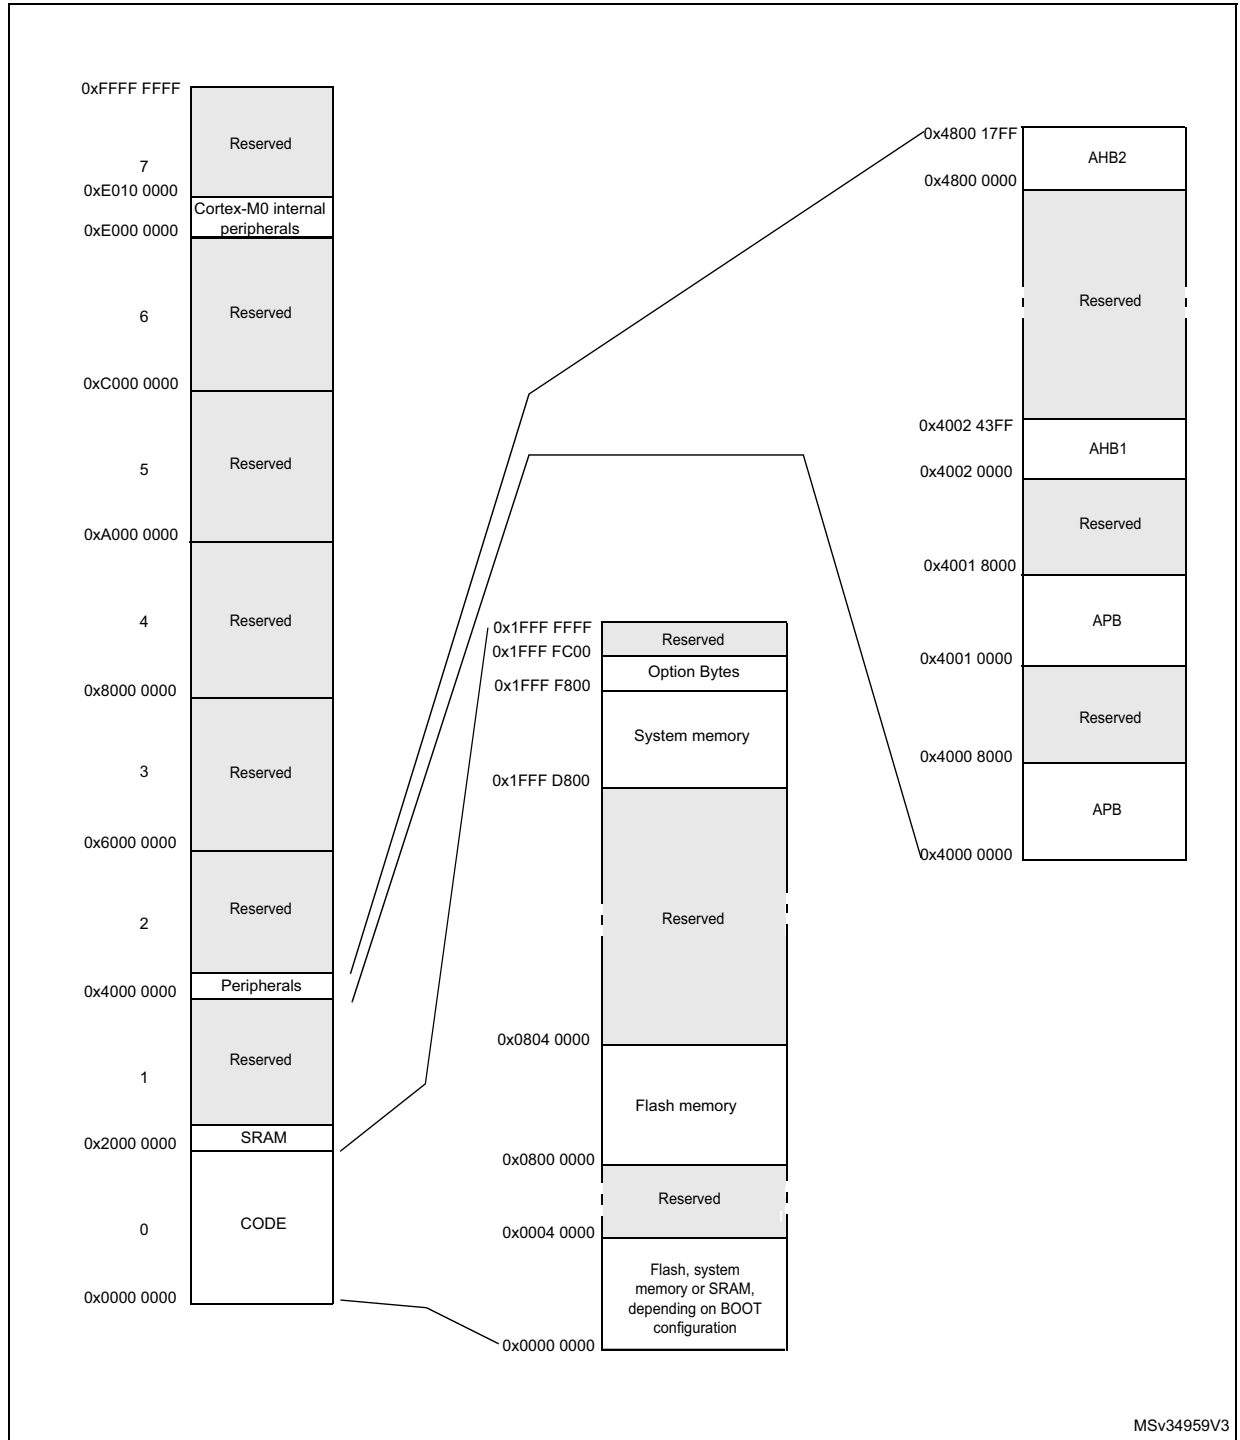 0xFFFF FFFF
Reserved
7
0xE010 0000
Cortex-M0 internal
peripherals
0xE000 0000
Reserved
6
0xC000 0000
Reserved
5
0xA000 0000
Reserved
4
0x8000 0000
Reserved
3
0x6000 0000
Reserved
2
Peripherals
0x4000 0000
Reserved
1
SRAM
0x2000 0000
CODE
0
0x0000 0000
0x1FFF FFFF
Reserved
0x1FFF FC00
Option Bytes
0x1FFF F800
System memory
0x1FFF D800
Reserved
0x0804 0000
Flash memory
0x0800 0000
Reserved
0x0004 0000
Flash, system
memory or SRAM,
depending on BOOT
configuration
0x0000 0000
0x4800 17FF
AHB2
0x4800 0000
Reserved
0x4002 43FF
AHB1
0x4002 0000
Reserved
0x4001 8000
APB
0x4001 0000
Reserved
0x4000 8000
APB
0x4000 0000
MSv34959V3